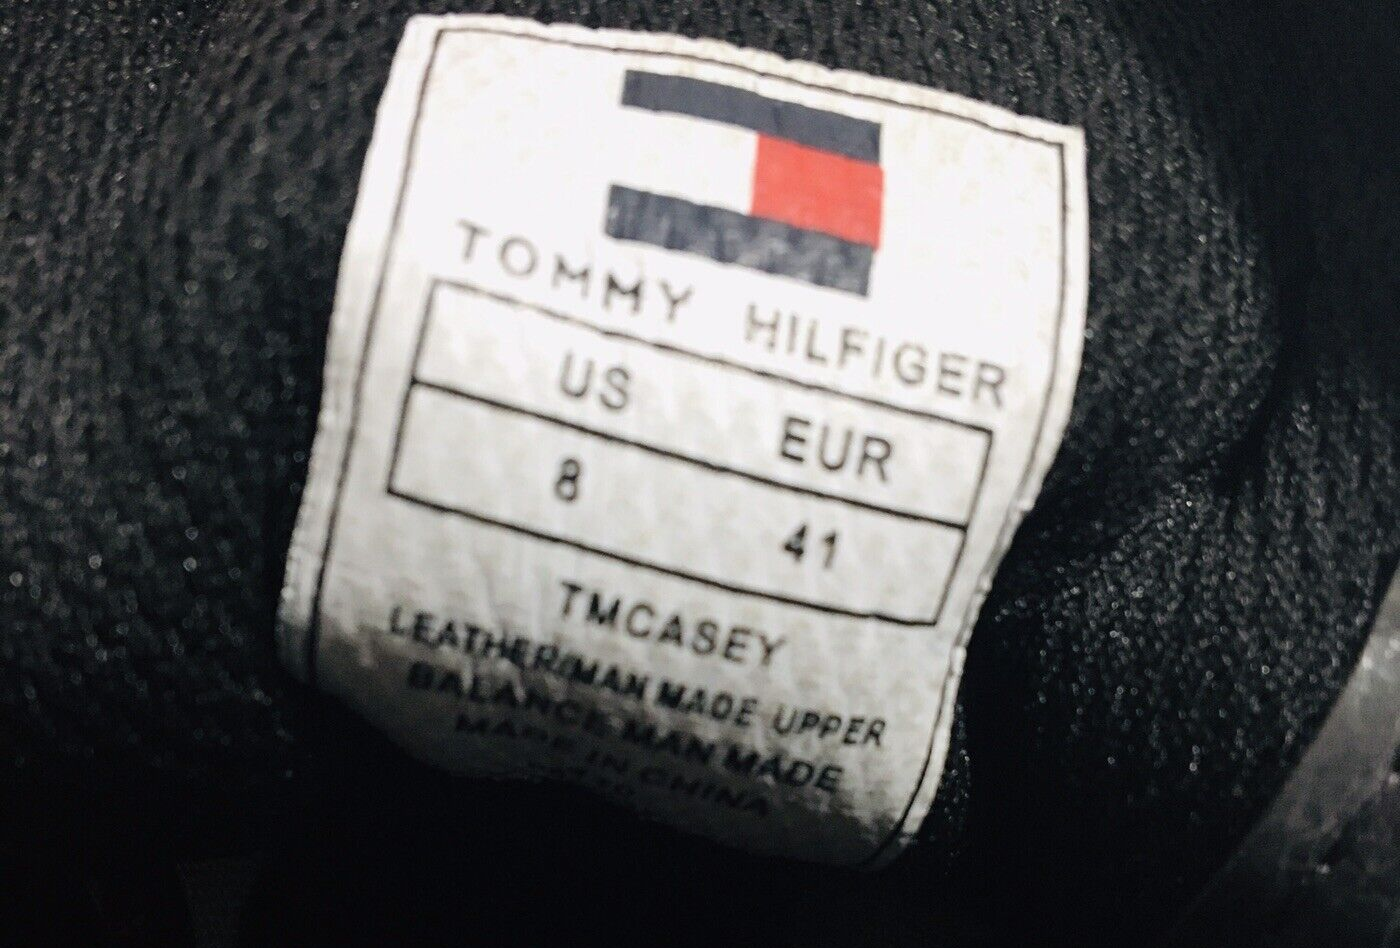 TOMMY HILFIGER
US EUR
8 41
TMCASEY
LEATHER/MAN MADE UPPER
BALANCE MAN MADE
MADE IN CHINA